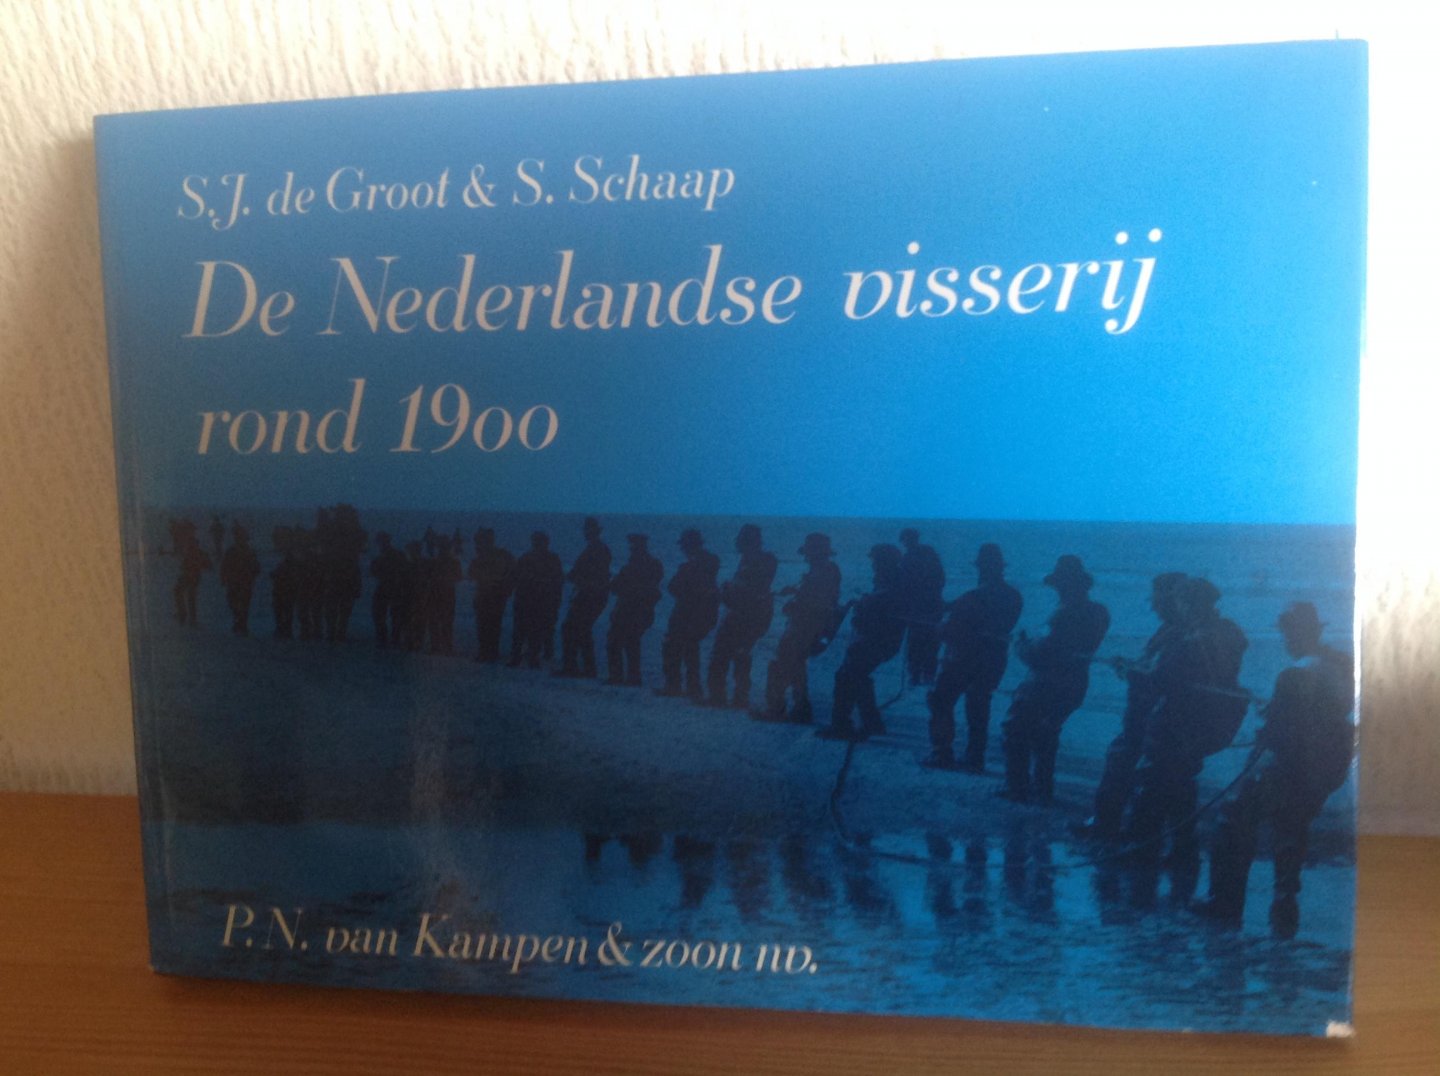 S.J. de Groot & S. Schaap
De Nederlandse visserij
rond 1900
P.N. van Kampen & zoon nv.